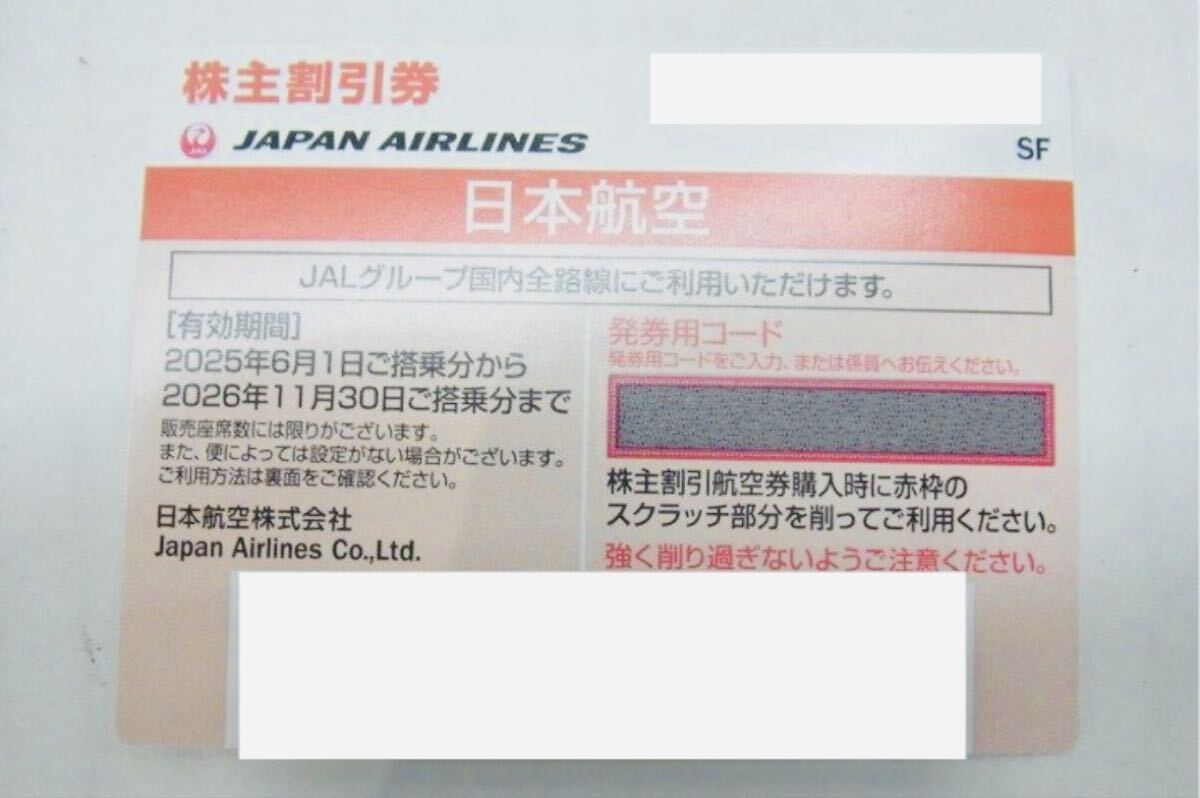 株主割引券
JAL
JAPAN AIRLINES
SF
日本航空
JALグループ国内全路線にご利用いただけます。
[有効期間]
2025年6月1日ご搭乗分から
2026年11月30日ご搭乗分まで
販売座席数には限りがございます。
また、便によっては設定がない場合がございます。
ご利用方法は裏面をご確認ください。
日本航空株式会社
Japan Airlines Co.,Ltd.
発券用コード
発券用コードをご入力、または係員へお伝えください。
株主割引航空券購入時に赤枠の
スクラッチ部分を削ってご利用ください。
強く削り過ぎないようご注意ください。